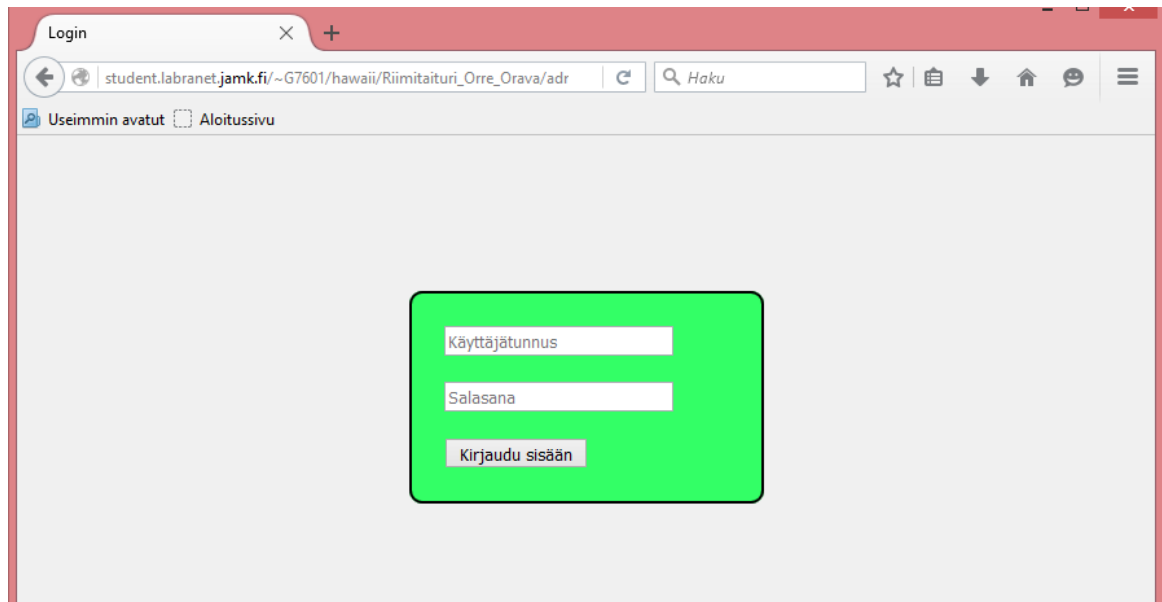 Login
student.labranet.jamk.fi/~G7601/hawaii/Riimitaituri_Orre_Orava/adr
Haku
Useimmin avatut Aloitussivu
Käyttäjätunnus
Salasana
Kirjaudu sisään